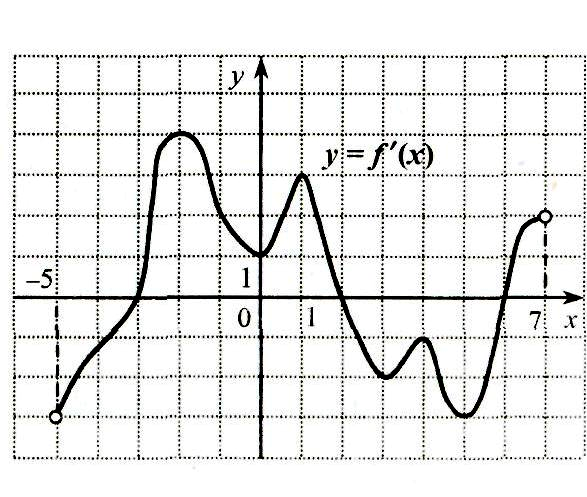 y
y = f'(x)
–5
1
0
1
7
x